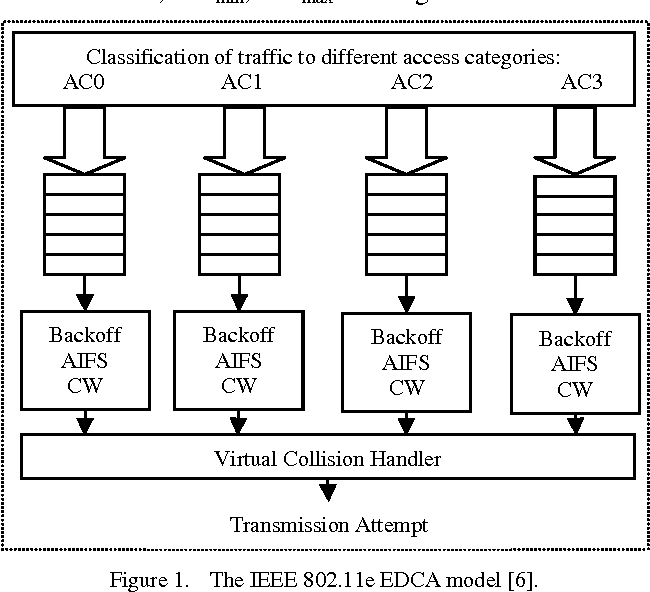 Classification of traffic to different access categories:
AC0 AC1 AC2 AC3
Backoff AIFS CW
Backoff AIFS CW
Backoff AIFS CW
Backoff AIFS CW
Virtual Collision Handler
Transmission Attempt
Figure 1. The IEEE 802.11e EDCA model [6].